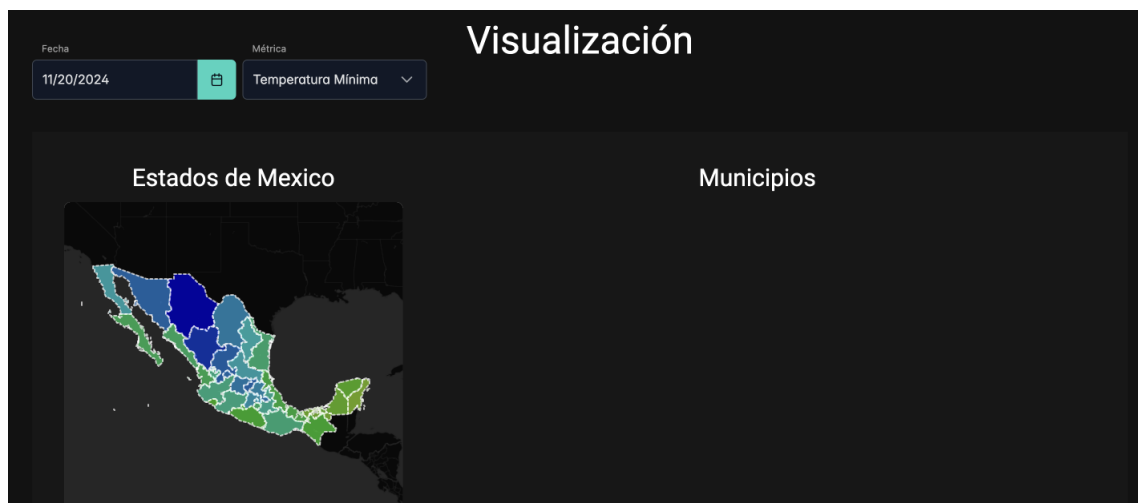 Visualización
Fecha
Métrica
11/20/2024
Temperatura Mínima
Estados de Mexico
Municipios